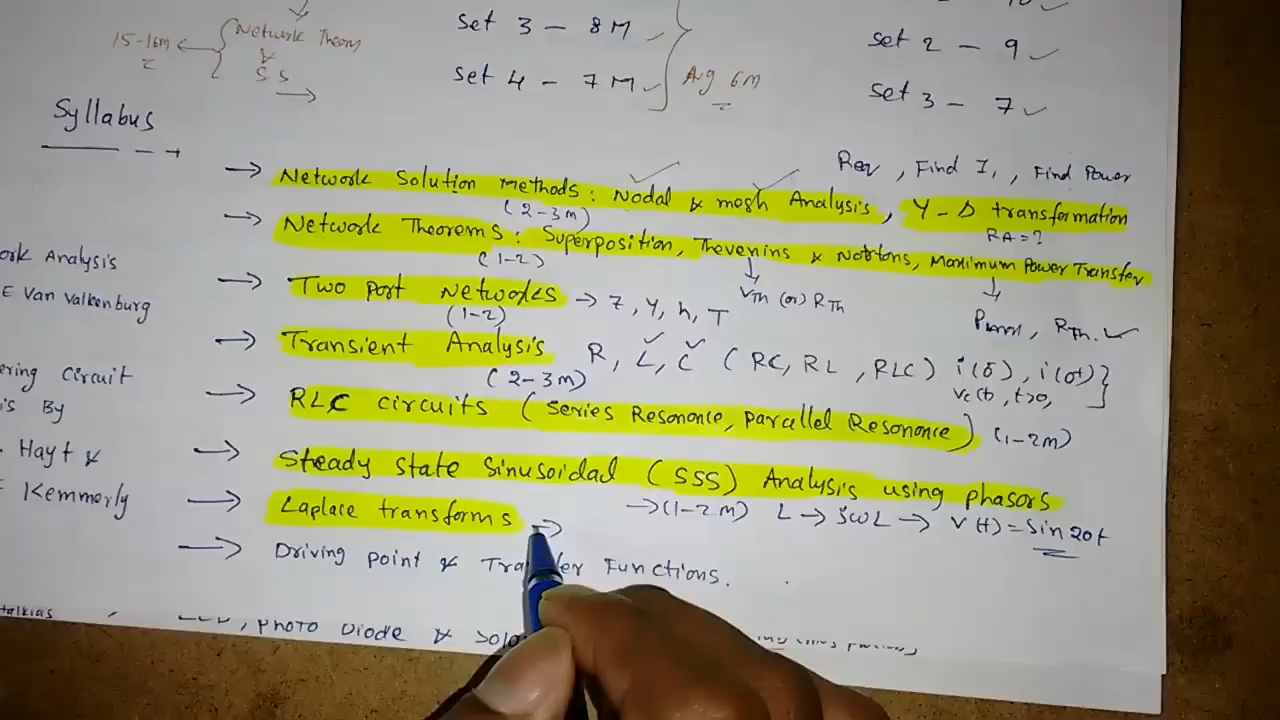 15-16m ← { Network Theory
&
S S →
set 3 - 8M ✓
set 4 - 7M ✓ } Avg 6m
set 2 - 9 ✓
set 3 - 7 ✓
Syllabus
Req, Find I, , Find Power
→ Network Solution methods: Nodal & mesh Analysis, Y-Δ transformation
(2-3m) RA=?
→ Network Theorems: Superposition, Thevenins & Nortons, Maximum Power Transfer
(1-2) ↓ VTh (or) RTh ↓ Pmax, RTh. ✓
→ Two port Networks → Z, Y, h, T
(1-2)
→ Transient Analysis R, L, C (RC, RL, RLC) i(0), i(0+) }
(2-3m) Vc(t), t>0,
→ RLC circuits (Series Resonance, parallel Resonance) (1-2m)
→ Steady state Sinusoidal (SSS) Analysis using phasors
→ (1-2m) L → jωL → V(t) = Sin 20t
→ Laplace transforms →
→ Driving point & Functions.
ork Analysis
E Van Valkenburg
ering Circuit
is By
. Hayt &
E Kemmerly
, Photo Diode &